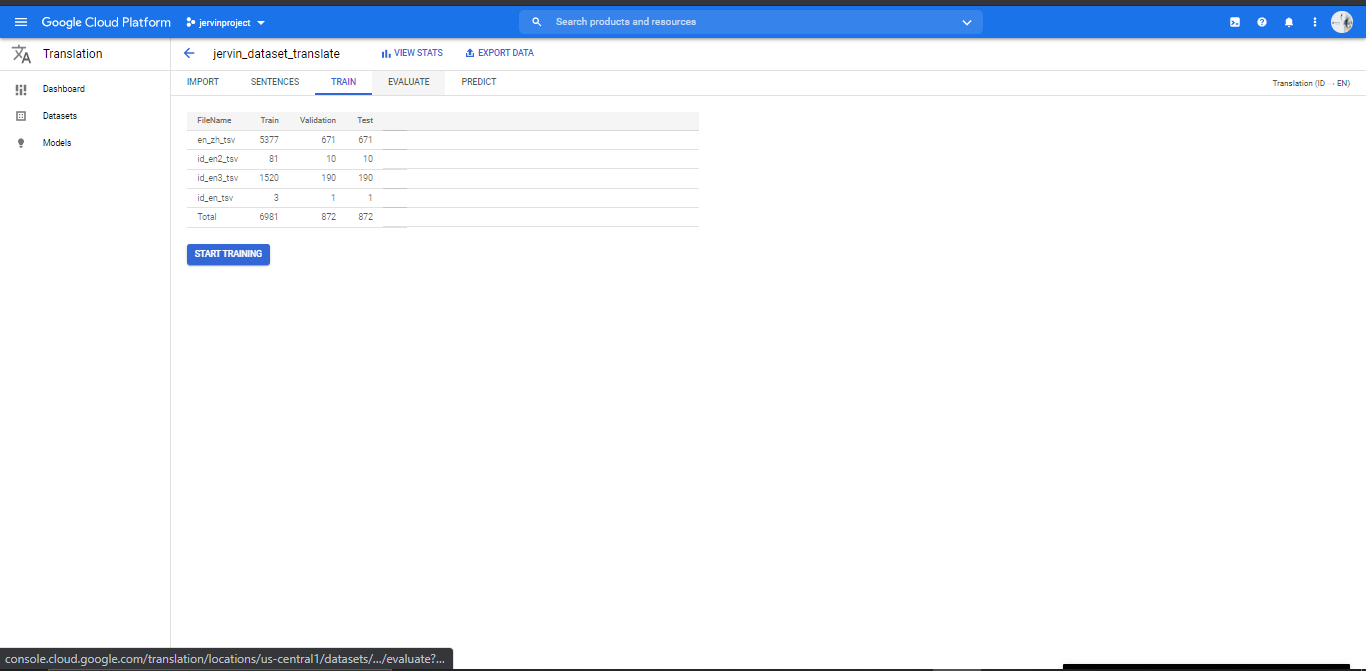 Google Cloud Platform jervinproject Search products and resources
Translation jervin_dataset_translate VIEW STATS EXPORT DATA
IMPORT SENTENCES TRAIN EVALUATE PREDICT Translation (ID → EN)
Dashboard
Datasets
Models
FileName Train Validation Test
en_zh_tsv 5377 671 671
id_en2_tsv 81 10 10
id_en3_tsv 1520 190 190
id_en_tsv 3 1 1
Total 6981 872 872
START TRAINING
console.cloud.google.com/translation/locations/us-central1/datasets/.../evaluate?...